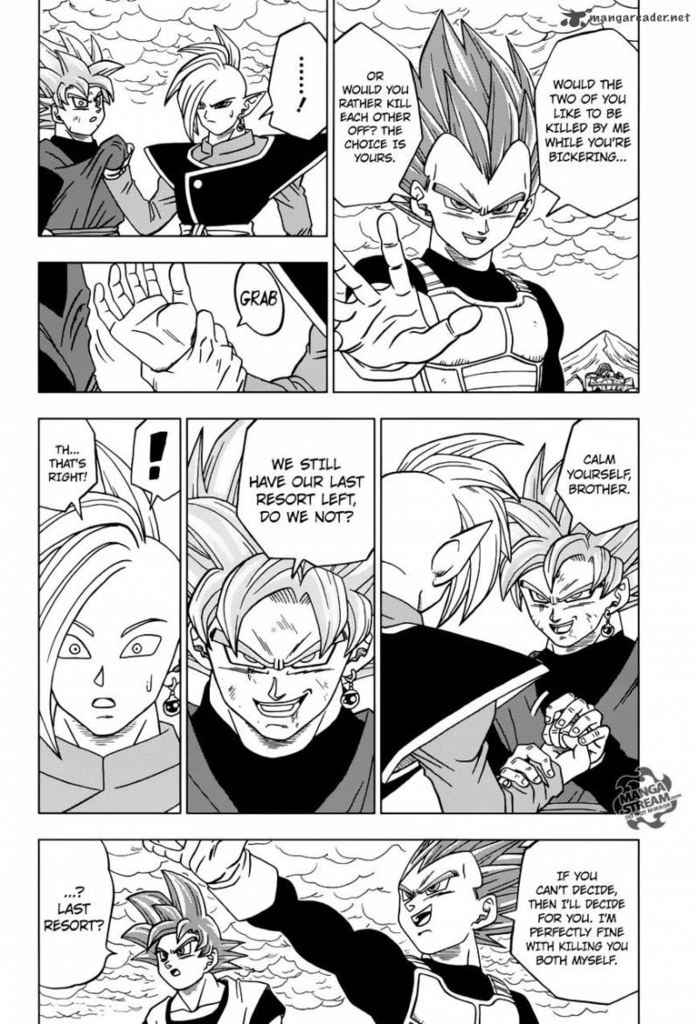 mangareader.net
WOULD THE
TWO OF YOU
LIKE TO BE
KILLED BY ME
WHILE YOU'RE
BICKERING...
OR
WOULD YOU
RATHER KILL
EACH OTHER
OFF? THE
CHOICE IS
YOURS.
......!
GRAB
CALM
YOURSELF,
BROTHER.
WE STILL
HAVE OUR LAST
RESORT LEFT,
DO WE NOT?
!
TH...
THAT'S
RIGHT!
MANGA
STREAM
DO NOT MIRROR
IF YOU
CAN'T DECIDE,
THEN I'LL DECIDE
FOR YOU. I'M
PERFECTLY FINE
WITH KILLING YOU
BOTH MYSELF.
...?
LAST
RESORT?